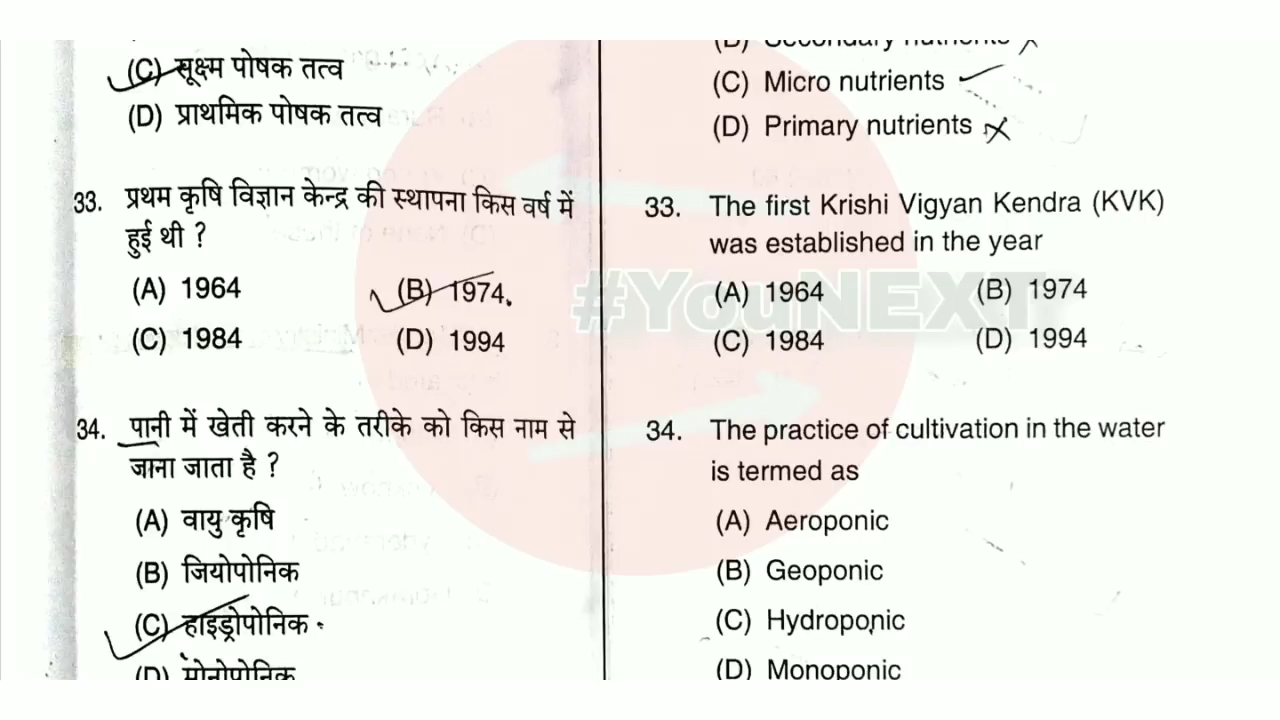 (C) सूक्ष्म पोषक तत्व
(D) प्राथमिक पोषक तत्व
33. प्रथम कृषि विज्ञान केन्द्र की स्थापना किस वर्ष में
हुई थी ?
(A) 1964 (B) 1974
(C) 1984 (D) 1994
34. पानी में खेती करने के तरीके को किस नाम से
जाना जाता है ?
(A) वायु कृषि
(B) जियोपोनिक
(C) हाइड्रोपोनिक
(D) मोनोपोनिक
(B) Secondary nutrients
(C) Micro nutrients
(D) Primary nutrients
33. The first Krishi Vigyan Kendra (KVK)
was established in the year
(A) 1964 (B) 1974
(C) 1984 (D) 1994
34. The practice of cultivation in the water
is termed as
(A) Aeroponic
(B) Geoponic
(C) Hydroponic
(D) Monoponic
#YouNEXT